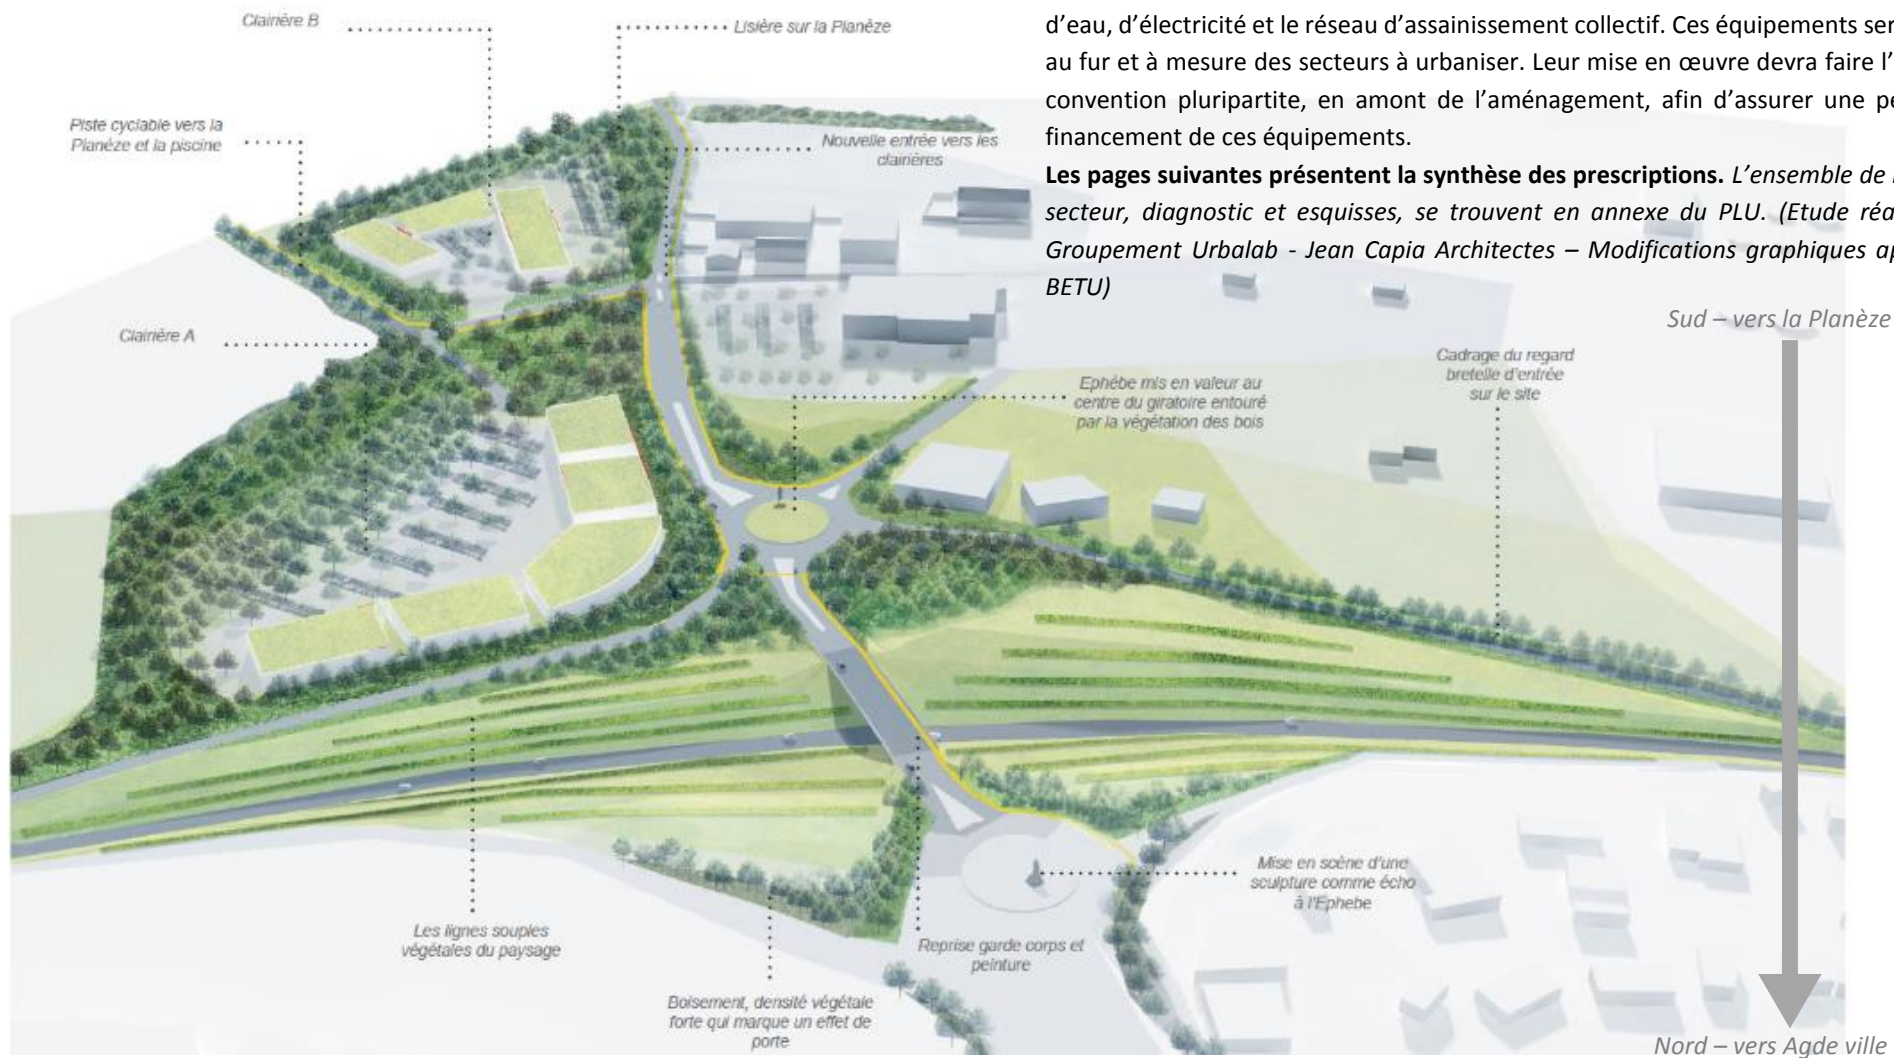 d’eau, d’électricité et le réseau d’assainissement collectif. Ces équipements
au fur et à mesure des secteurs à urbaniser. Leur mise en œuvre devra faire
convention pluripartite, en amont de l’aménagement, afin d’assurer une
financement de ces équipements.
Les pages suivantes présentent la synthèse des prescriptions. L’ensemble de
secteur, diagnostic et esquisses, se trouvent en annexe du PLU. (Etude
Groupement Urbalab - Jean Capia Architectes – Modifications graphiques
BETU)
Clairière B
Lisière sur la Planèze
Piste cyclable vers la
Planèze et la piscine
Nouvelle entrée vers les
clairières
Clairière A
Sud – vers la Planèze
Cadrage du regard
bretelle d'entrée
sur le site
Ephèbe mis en valeur au
centre du giratoire entouré
par la végétation des bois
Mise en scène d'une
sculpture comme écho
à l'Ephebe
Les lignes souples
végétales du paysage
Reprise garde corps et
peinture
Boisement, densité végétale
forte qui marque un effet de
porte
Nord – vers Agde ville